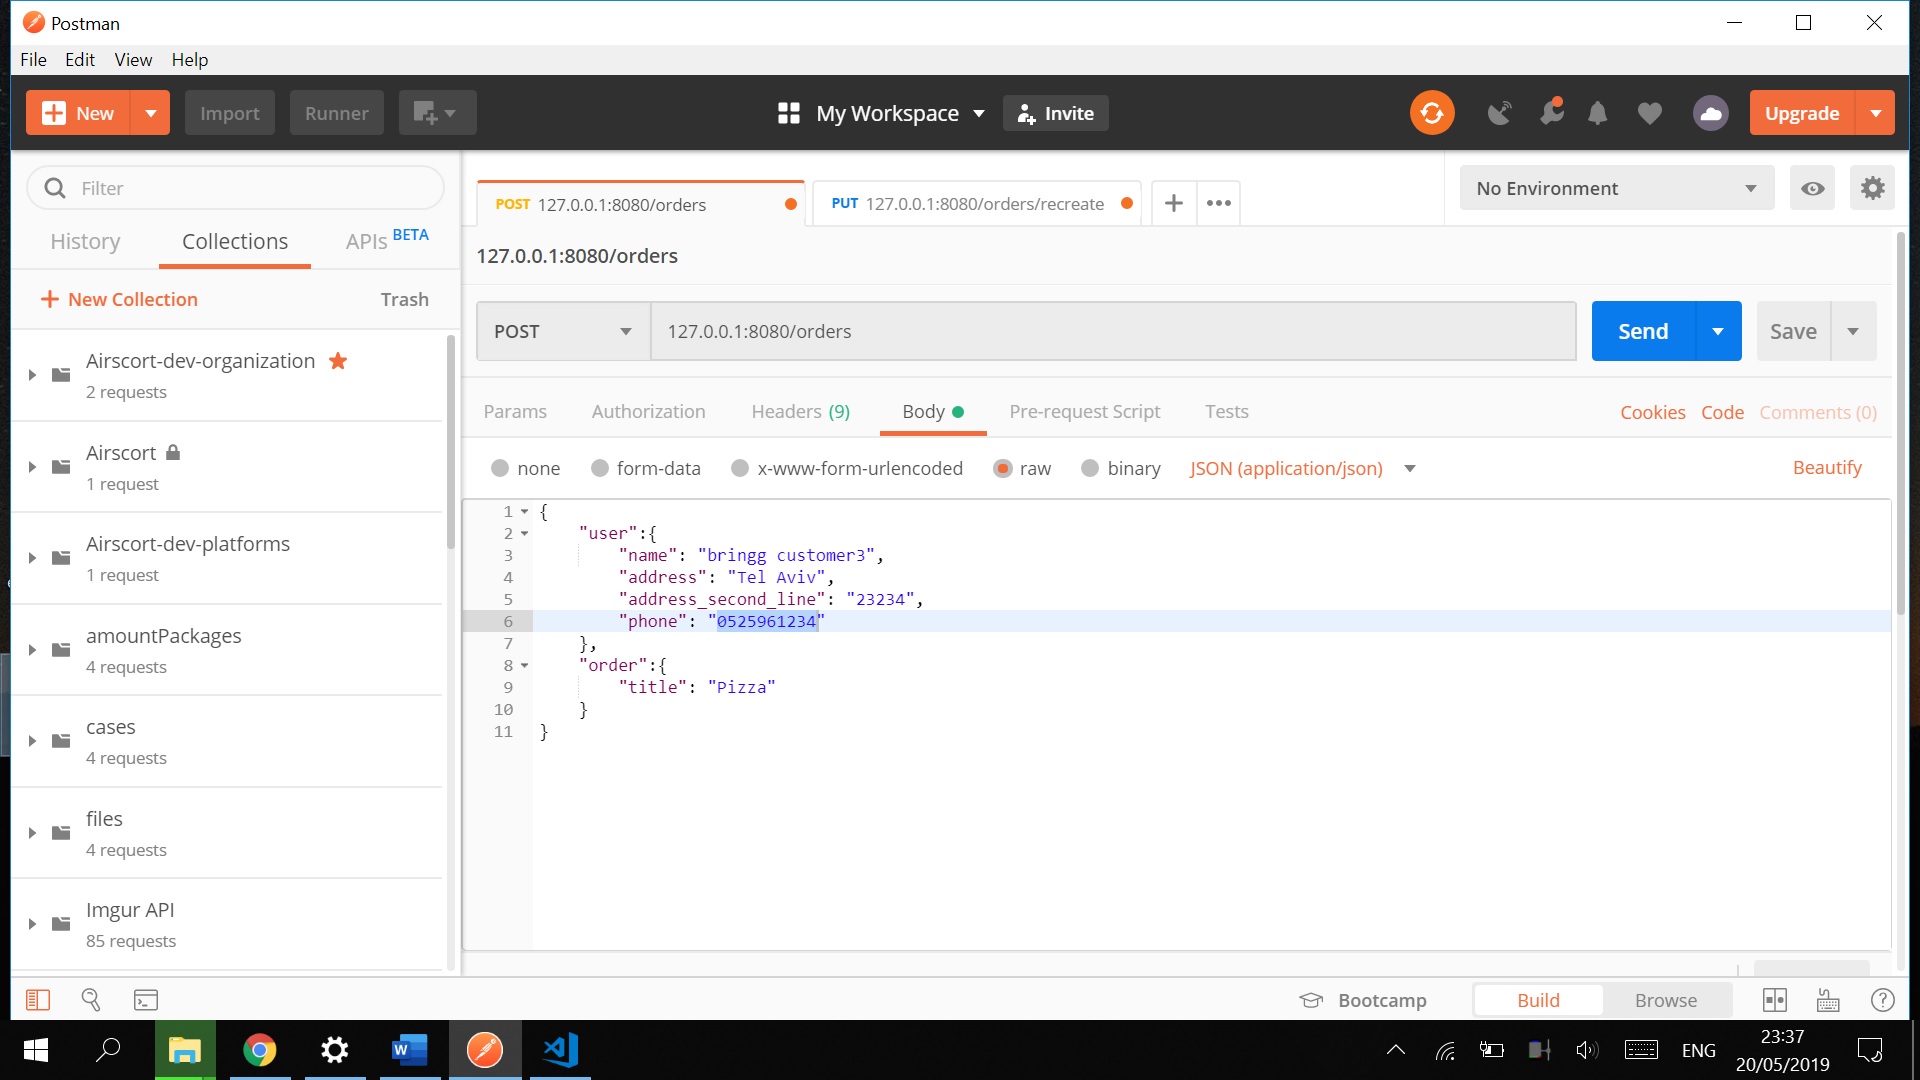 Postman
File Edit View Help
New Import Runner My Workspace Invite Upgrade
Filter
History Collections APIs BETA
New Collection Trash
Airscort-dev-organization
2 requests
Airscort
1 request
Airscort-dev-platforms
1 request
amountPackages
4 requests
cases
4 requests
files
4 requests
Imgur API
85 requests
POST 127.0.0.1:8080/orders PUT 127.0.0.1:8080/orders/recreate No Environment
127.0.0.1:8080/orders
POST 127.0.0.1:8080/orders Send Save
Params Authorization Headers (9) Body Pre-request Script Tests Cookies Code Comments (0)
none form-data x-www-form-urlencoded raw binary JSON (application/json) Beautify
1 {
2 "user":{
3 "name": "bringg customer3",
4 "address": "Tel Aviv",
5 "address_second_line": "23234",
6 "phone": "0525961234"
7 },
8 "order":{
9 "title": "Pizza"
10 }
11 }
Bootcamp Build Browse
W ENG 23:37
20/05/2019